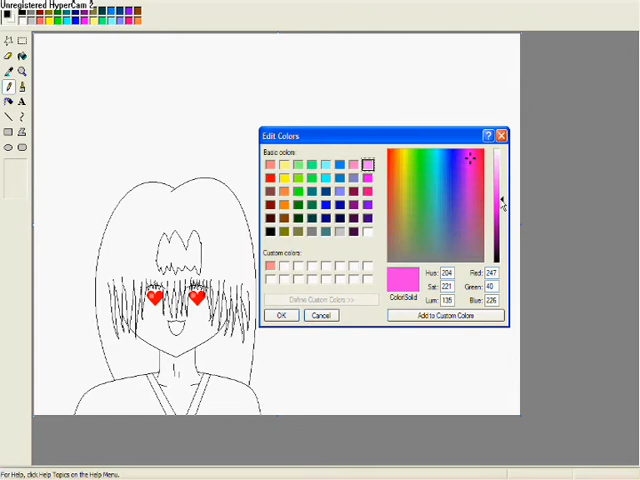 Unregistered HyperCam 2
Edit Colors
Basic colors:
Custom colors:
Define Custom Colors >>
OK
Cancel
Color|Solid
Hue: 204
Sat: 221
Lum: 135
Red: 247
Green: 40
Blue: 226
Add to Custom Colors
For Help, click Help Topics on the Help Menu.